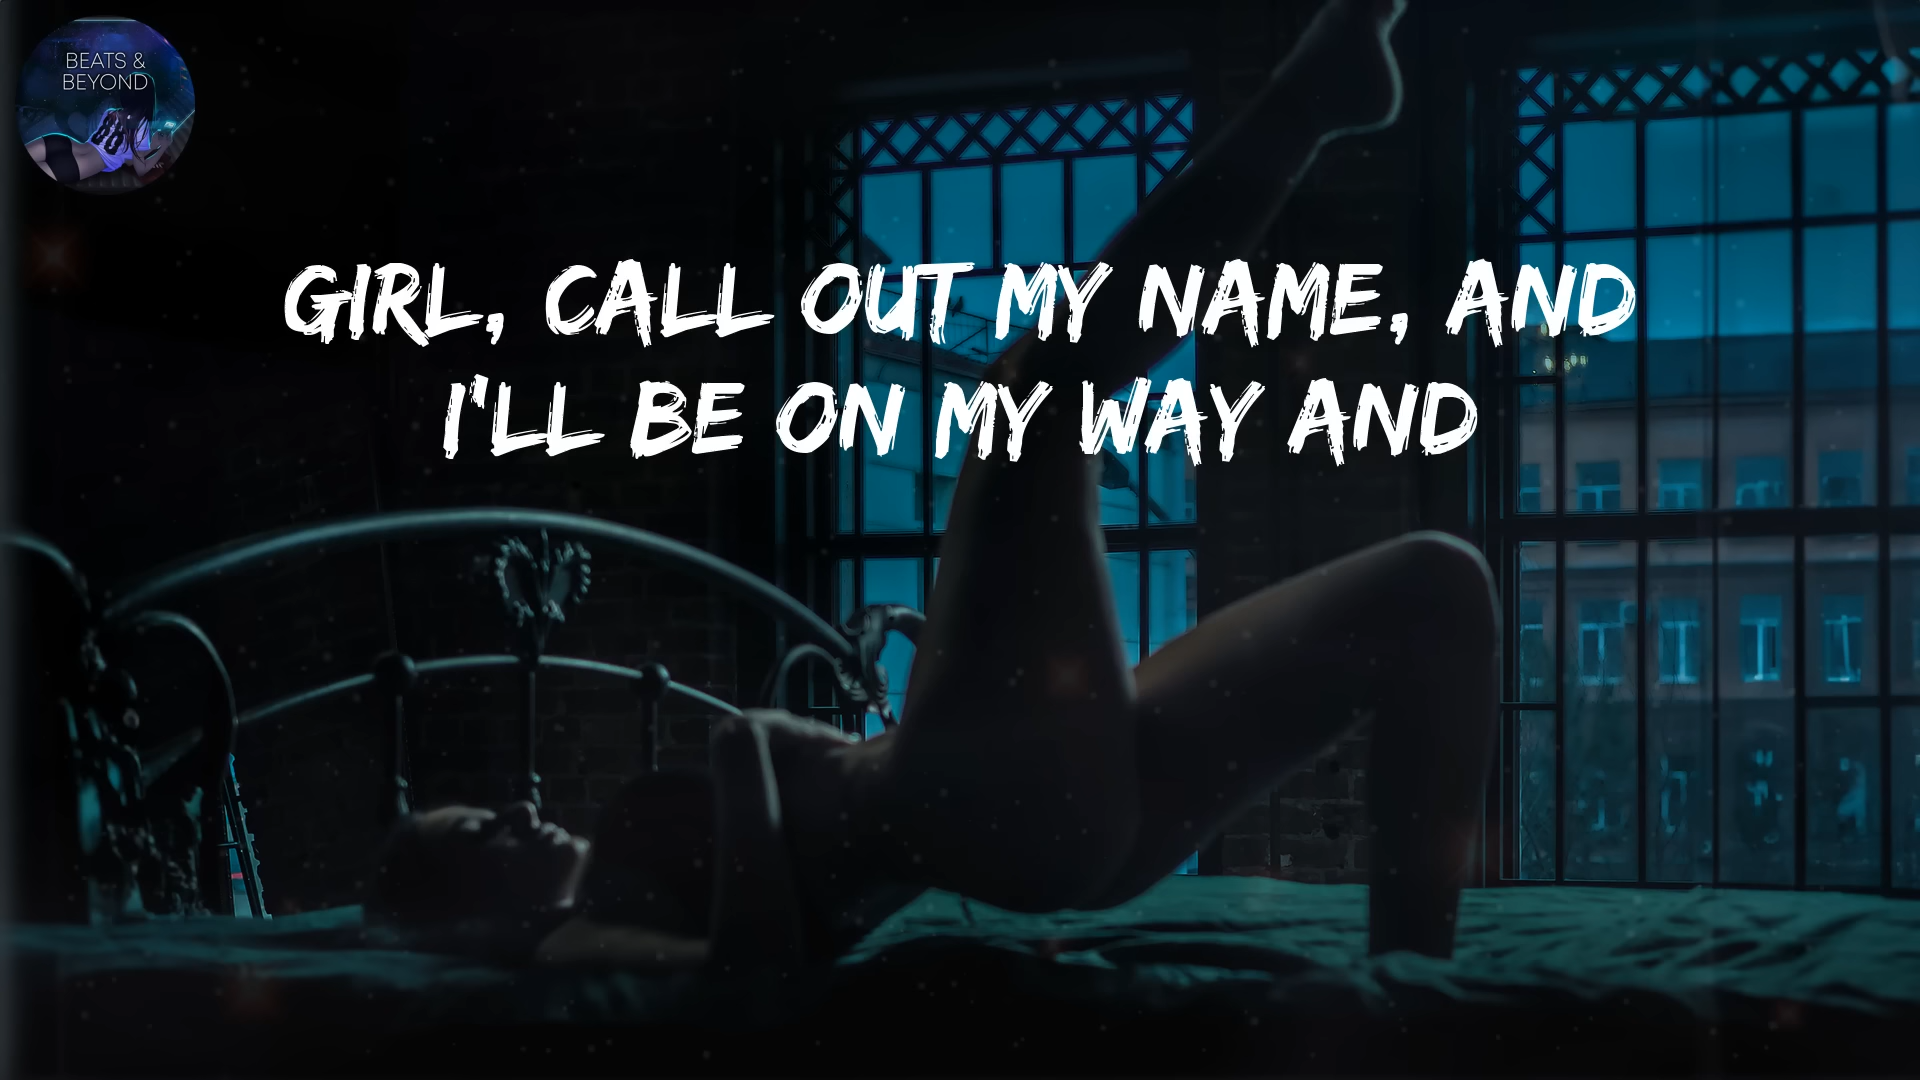 BEATS &
BEYOND
GIRL, CALL OUT MY NAME, AND
I'LL BE ON MY WAY AND